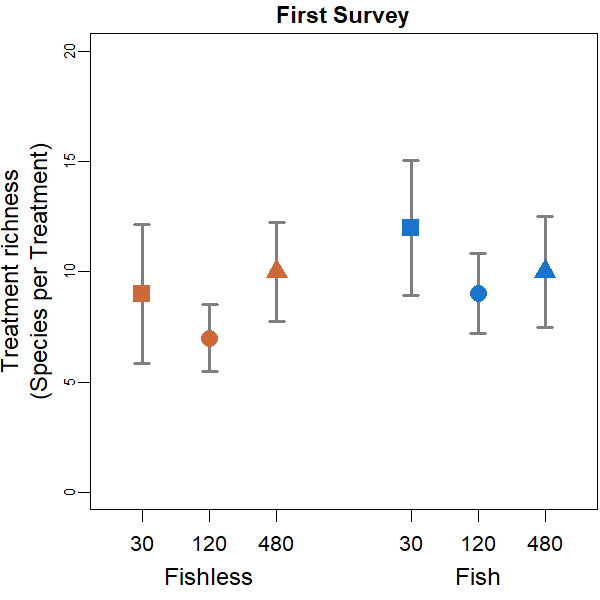 First Survey
Treatment richness
(Species per Treatment)
20
15
10
5
0
30 120 480 30 120 480
Fishless Fish